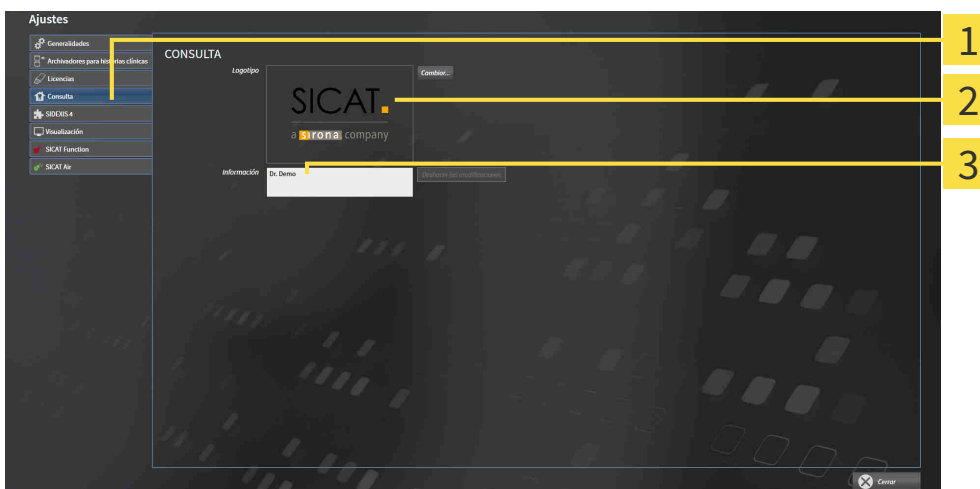 Ajustes
Generalidades
Archivadores para historias clínicas
Licencias
Consulta
SIDEXIS 4
Visualización
SICAT Function
SICAT Air
CONSULTA
Logotipo
Cambiar...
SICAT.
a sirona. company
Información
Dr. Demo
Deshacer las modificaciones
Cerrar
1
2
3